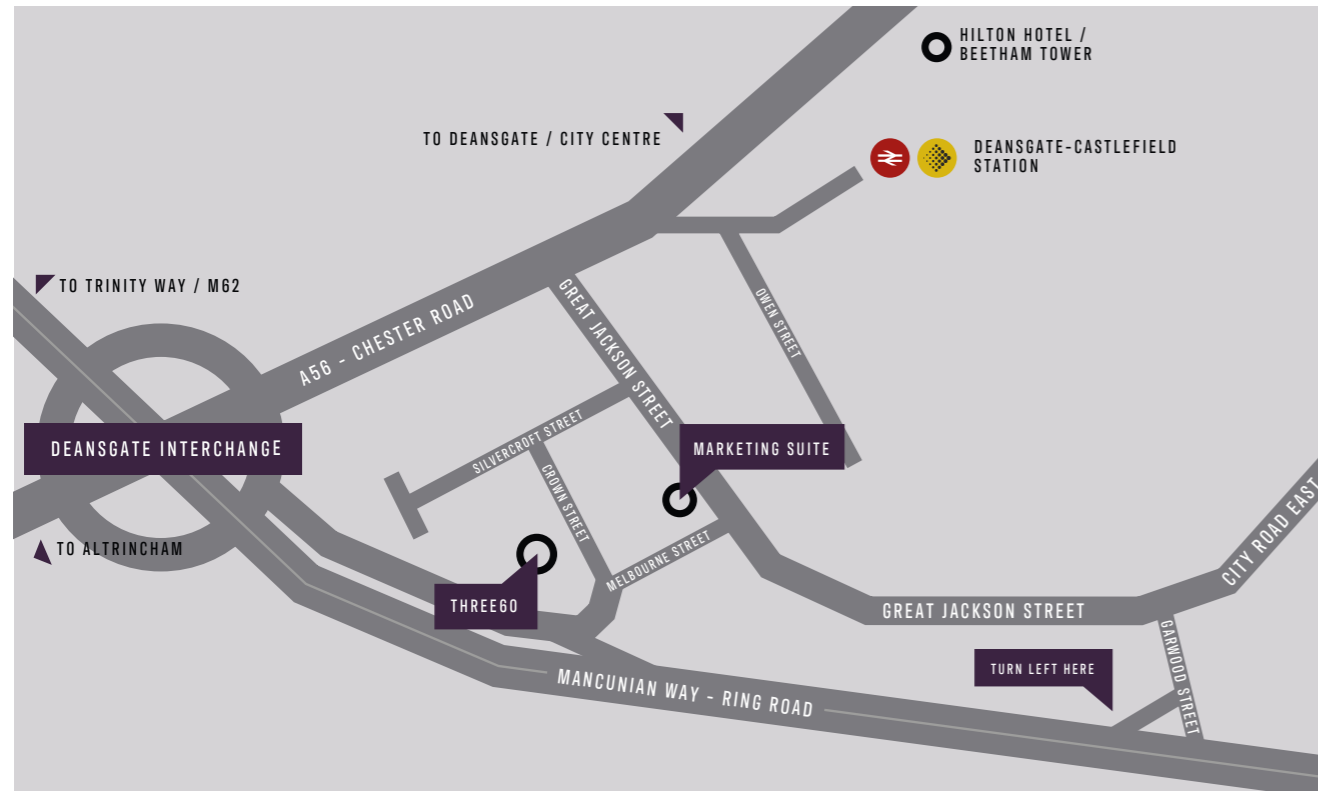 HILTON HOTEL /
BEETHAM TOWER
TO DEANSGATE / CITY CENTRE
DEANSGATE-CASTLEFIELD
STATION
TO TRINITY WAY / M62
A56 - CHESTER ROAD
GREAT JACKSON STREET
OWEN STREET
DEANSGATE INTERCHANGE
SILVERCROFT STREET
MARKETING SUITE
CROWN STREET
TO ALTRINCHAM
MELBOURNE STREET
CITY ROAD EAST
THREE60
GREAT JACKSON STREET
GARWOOD STREET
TURN LEFT HERE
MANCUNIAN WAY - RING ROAD